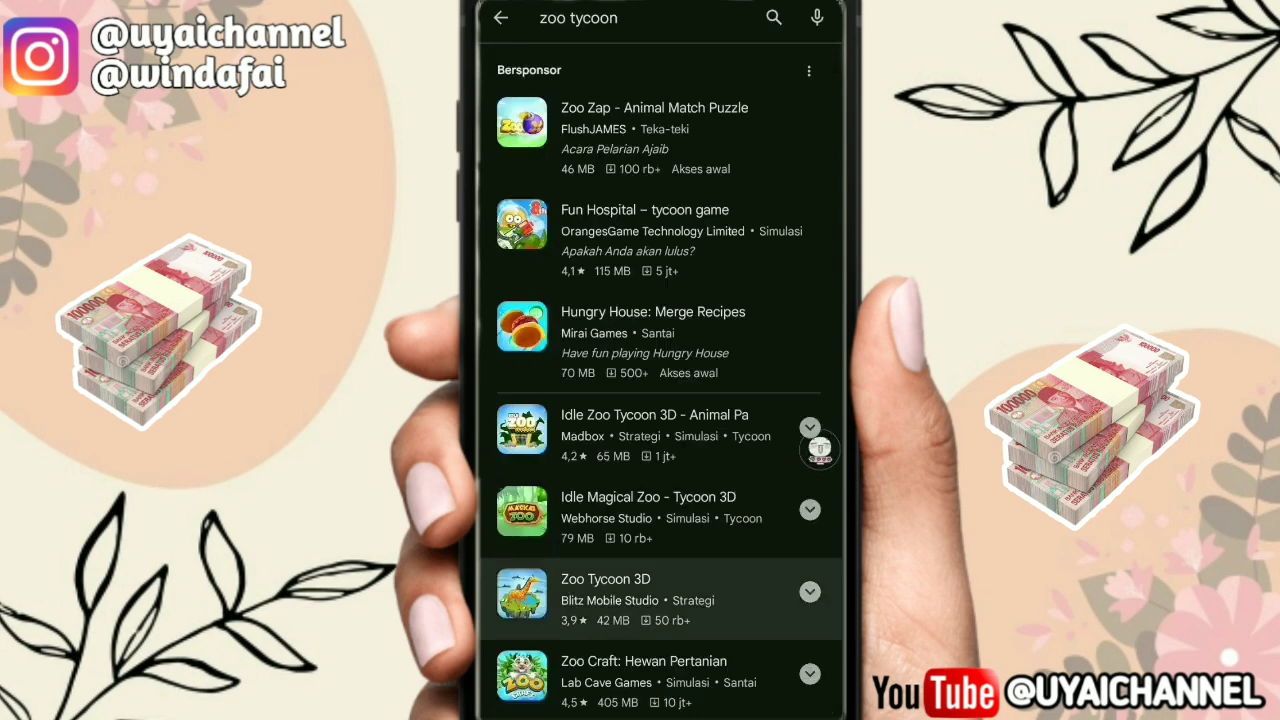 @uyaichannel
@windafai
zoo tycoon
Bersponsor
Zoo Zap - Animal Match Puzzle
FlushJAMES • Teka-teki
Acara Pelarian Ajaib
46 MB 100 rb+ Akses awal
Fun Hospital – tycoon game
OrangesGame Technology Limited • Simulasi
Apakah Anda akan lulus?
4,1★ 115 MB 5 jt+
Hungry House: Merge Recipes
Mirai Games • Santai
Have fun playing Hungry House
70 MB 500+ Akses awal
Idle Zoo Tycoon 3D - Animal Pa
Madbox • Strategi • Simulasi • Tycoon
4,2★ 65 MB 1 jt+
Idle Magical Zoo - Tycoon 3D
Webhorse Studio • Simulasi • Tycoon
79 MB 10 rb+
Zoo Tycoon 3D
Blitz Mobile Studio • Strategi
3,9★ 42 MB 50 rb+
Zoo Craft: Hewan Pertanian
Lab Cave Games • Simulasi • Santai
4,5★ 405 MB 10 jt+
100000
100000
100000
100000
YouTube @UYAICHANNEL